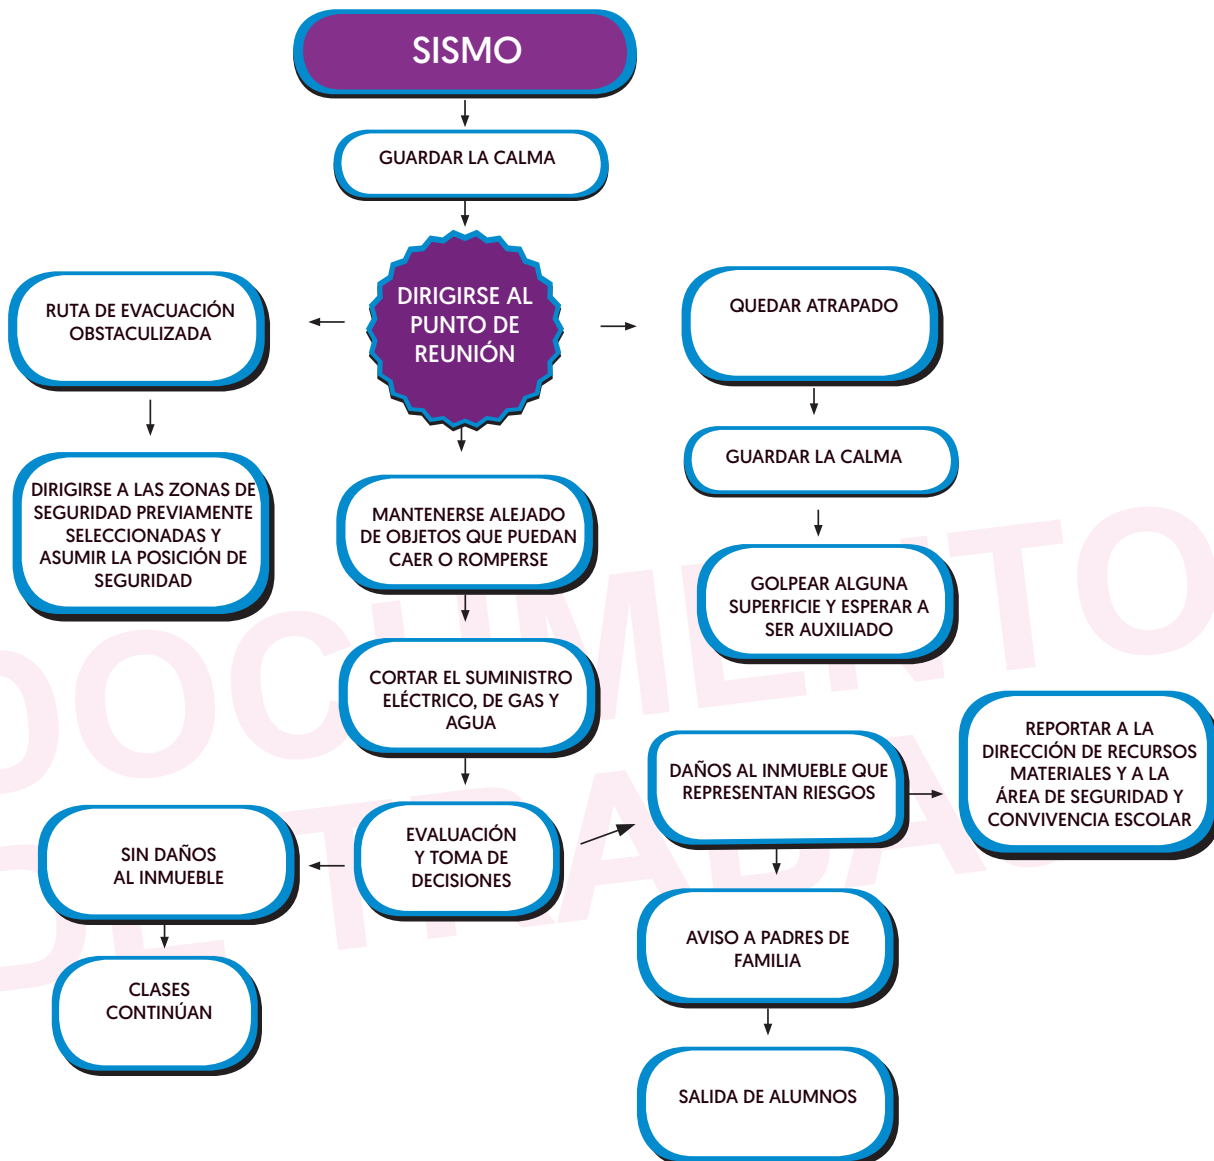 SISMO
GUARDAR LA CALMA
DIRIGIRSE AL
PUNTO DE
REUNIÓN
RUTA DE EVACUACIÓN
OBSTACULIZADA
QUEDAR ATRAPADO
DIRIGIRSE A LAS ZONAS DE
SEGURIDAD PREVIAMENTE
SELECCIONADAS Y
ASUMIR LA POSICIÓN DE
SEGURIDAD
MANTENERSE ALEJADO
DE OBJETOS QUE PUEDAN
CAER O ROMPERSE
GUARDAR LA CALMA
GOLPEAR ALGUNA
SUPERFICIE Y ESPERAR A
SER AUXILIADO
CORTAR EL SUMINISTRO
ELÉCTRICO, DE GAS Y
AGUA
DAÑOS AL INMUEBLE QUE
REPRESENTAN RIESGOS
REPORTAR A LA
DIRECCIÓN DE RECURSOS
MATERIALES Y A LA
ÁREA DE SEGURIDAD Y
CONVIVENCIA ESCOLAR
SIN DAÑOS
AL INMUEBLE
EVALUACIÓN
Y TOMA DE
DECISIONES
AVISO A PADRES DE
FAMILIA
CLASES
CONTINÚAN
SALIDA DE ALUMNOS
DOCUMENTO
DE TRABAJO